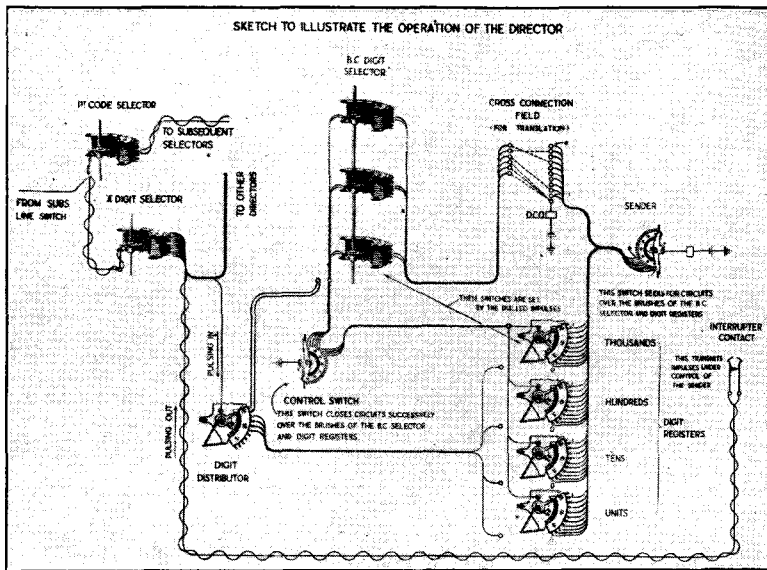 SKETCH TO ILLUSTRATE THE OPERATION OF THE DIRECTOR
B.C DIGIT
SELECTOR
1ST CODE SELECTOR
TO SUBSEQUENT
SELECTORS
CROSS CONNECTION
FIELD
(FOR TRANSLATION)
FROM SUBS
LINE SWITCH
'A' DIGIT SELECTOR
TO OTHER
DIRECTORS
D.C.O.
SENDER
THESE SWITCHES ARE SET
BY THE DIALLED IMPULSES
THIS SWITCH SEEKS FOR CIRCUITS
OVER THE BRUSHES OF THE B.C.
SELECTOR AND DIGIT REGISTERS
INTERRUPTER
CONTACT
THIS TRANSMITS
IMPULSES UNDER
CONTROL OF
THE SENDER
PULSING IN
PULSING OUT
CONTROL SWITCH
THIS SWITCH CLOSES CIRCUITS SUCCESSIVELY
OVER THE BRUSHES OF THE B.C SELECTOR
AND DIGIT REGISTERS.
DIGIT
DISTRIBUTOR
THOUSANDS
HUNDREDS
DIGIT
REGISTERS
TENS
UNITS